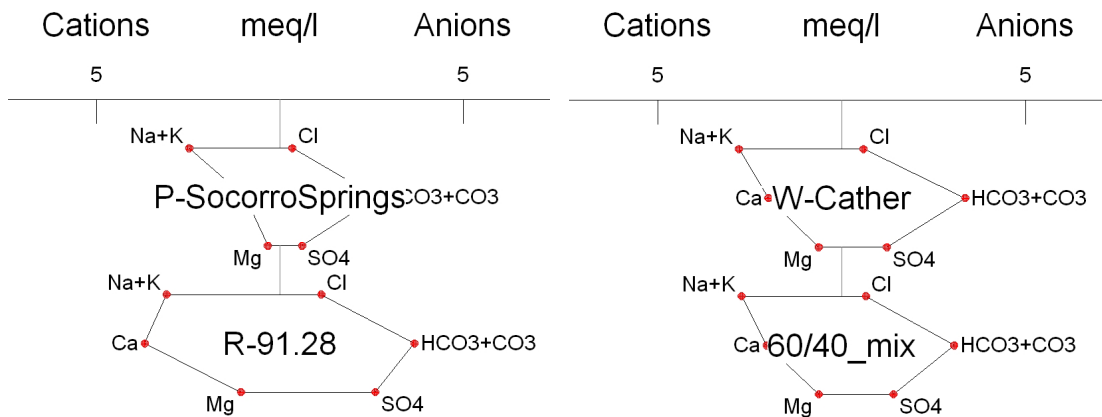 Cations meq/l Anions
5 5
Na+K Cl
P-SocorroSprings CO3+CO3
Mg SO4
Na+K Cl
Ca R-91.28 HCO3+CO3
Mg SO4
Cations meq/l Anions
5 5
Na+K Cl
Ca W-Cather HCO3+CO3
Mg SO4
Na+K Cl
Ca 60/40_mix HCO3+CO3
Mg SO4